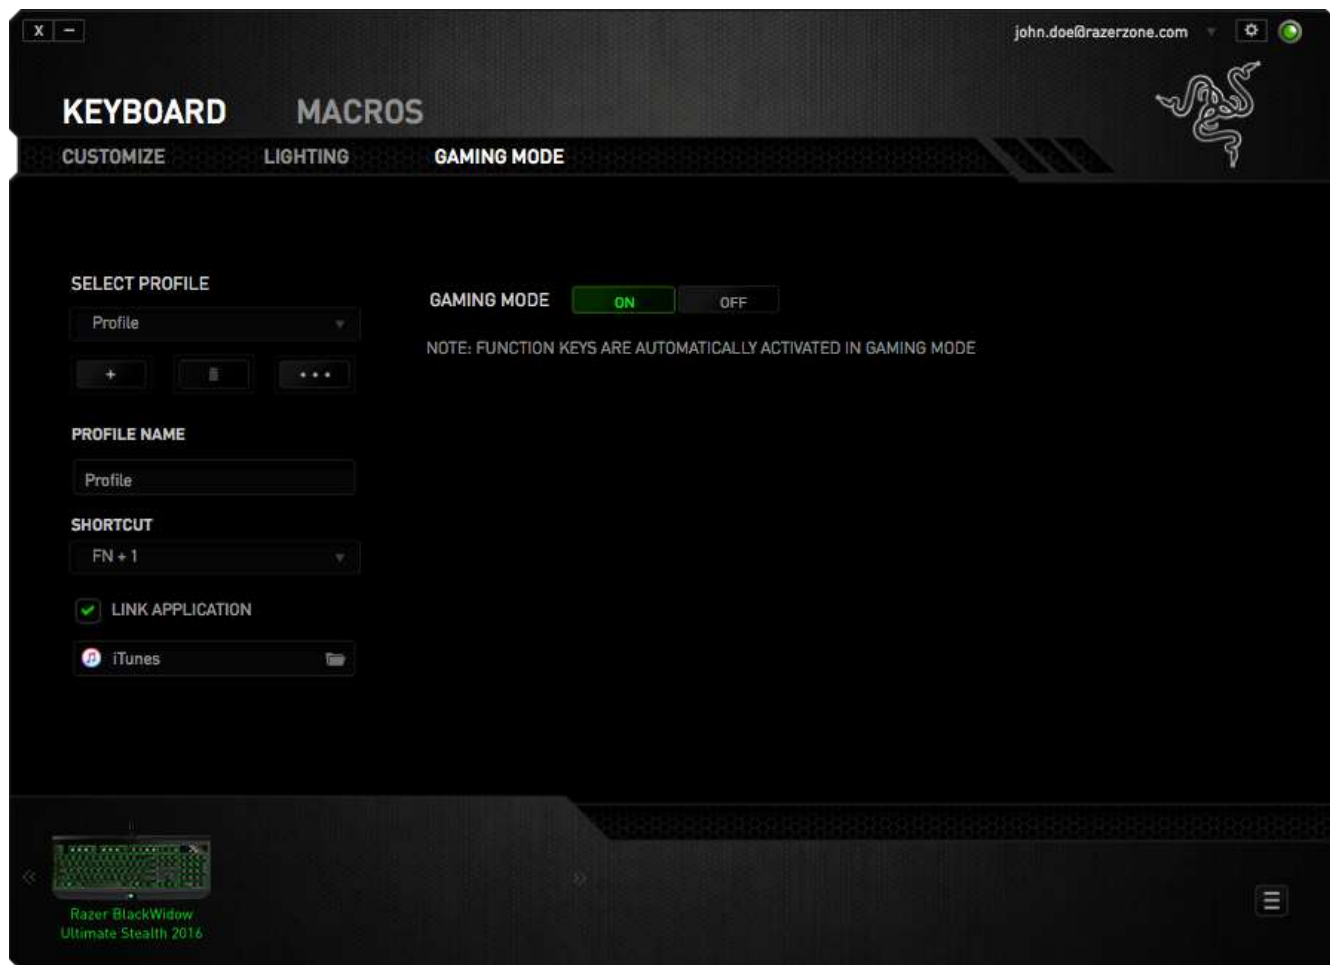 X –
john.doe@razerzone.com
KEYBOARD MACROS
CUSTOMIZE LIGHTING GAMING MODE
SELECT PROFILE
Profile
+ •••
PROFILE NAME
Profile
SHORTCUT
FN + 1
LINK APPLICATION
iTunes
GAMING MODE ON OFF
NOTE: FUNCTION KEYS ARE AUTOMATICALLY ACTIVATED IN GAMING MODE
Razer BlackWidow
Ultimate Stealth 2016